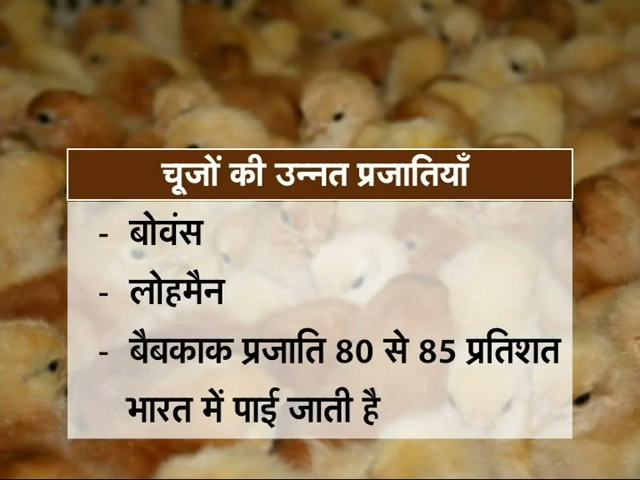 चूजों की उन्नत प्रजातियाँ
- बोवंस
- लोहमैन
- बैबकाक प्रजाति 80 से 85 प्रतिशत
भारत में पाई जाती है